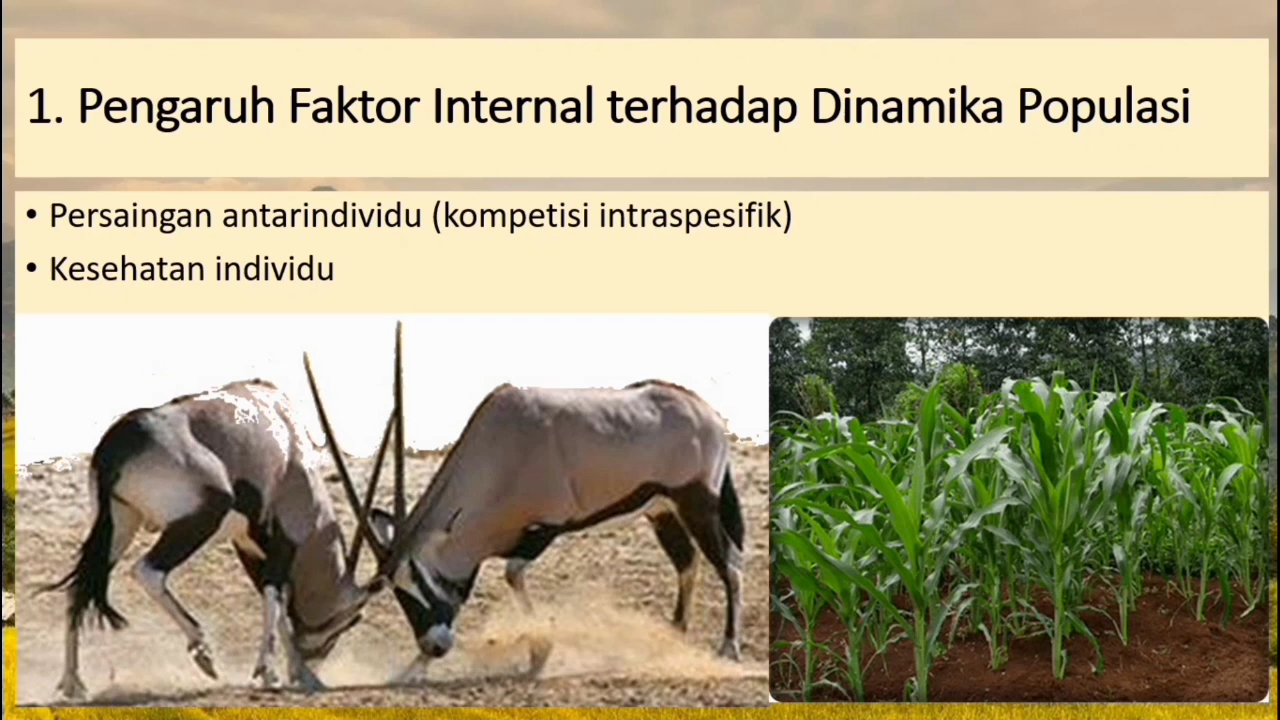 1. Pengaruh Faktor Internal terhadap Dinamika Populasi
• Persaingan antarindividu (kompetisi intraspesifik)
• Kesehatan individu